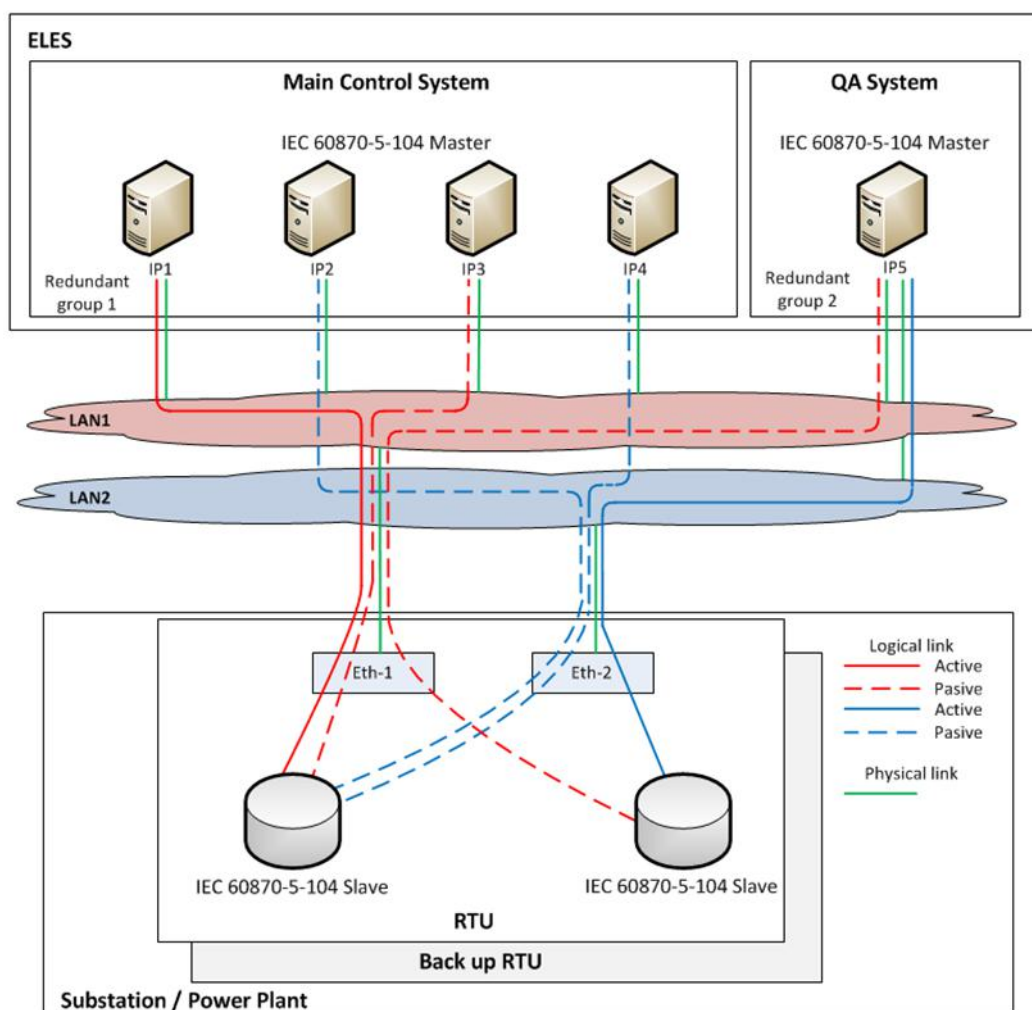 ELES
Main Control System
IEC 60870-5-104 Master
IP1
IP2
IP3
IP4
Redundant
group 1
QA System
IEC 60870-5-104 Master
IP5
Redundant
group 2
LAN1
LAN2
Eth-1
Eth-2
IEC 60870-5-104 Slave
IEC 60870-5-104 Slave
RTU
Back up RTU
Substation / Power Plant
Logical link
Active
Pasive
Active
Pasive
Physical link